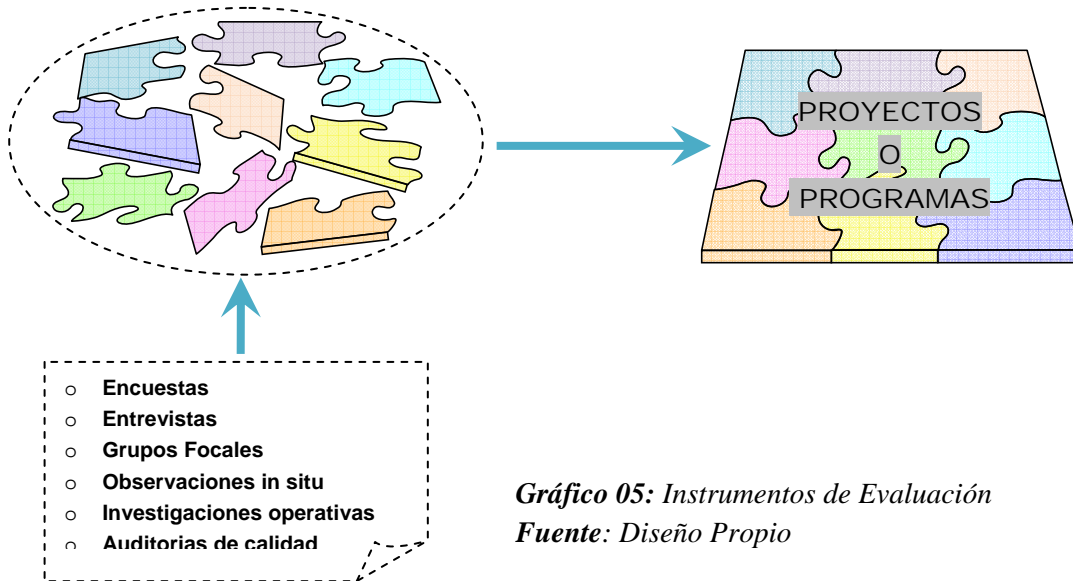 PROYECTOS
O
PROGRAMAS
o Encuestas
o Entrevistas
o Grupos Focales
o Observaciones in situ
o Investigaciones operativas
o Auditorias de calidad
Gráfico 05: Instrumentos de Evaluación
Fuente: Diseño Propio